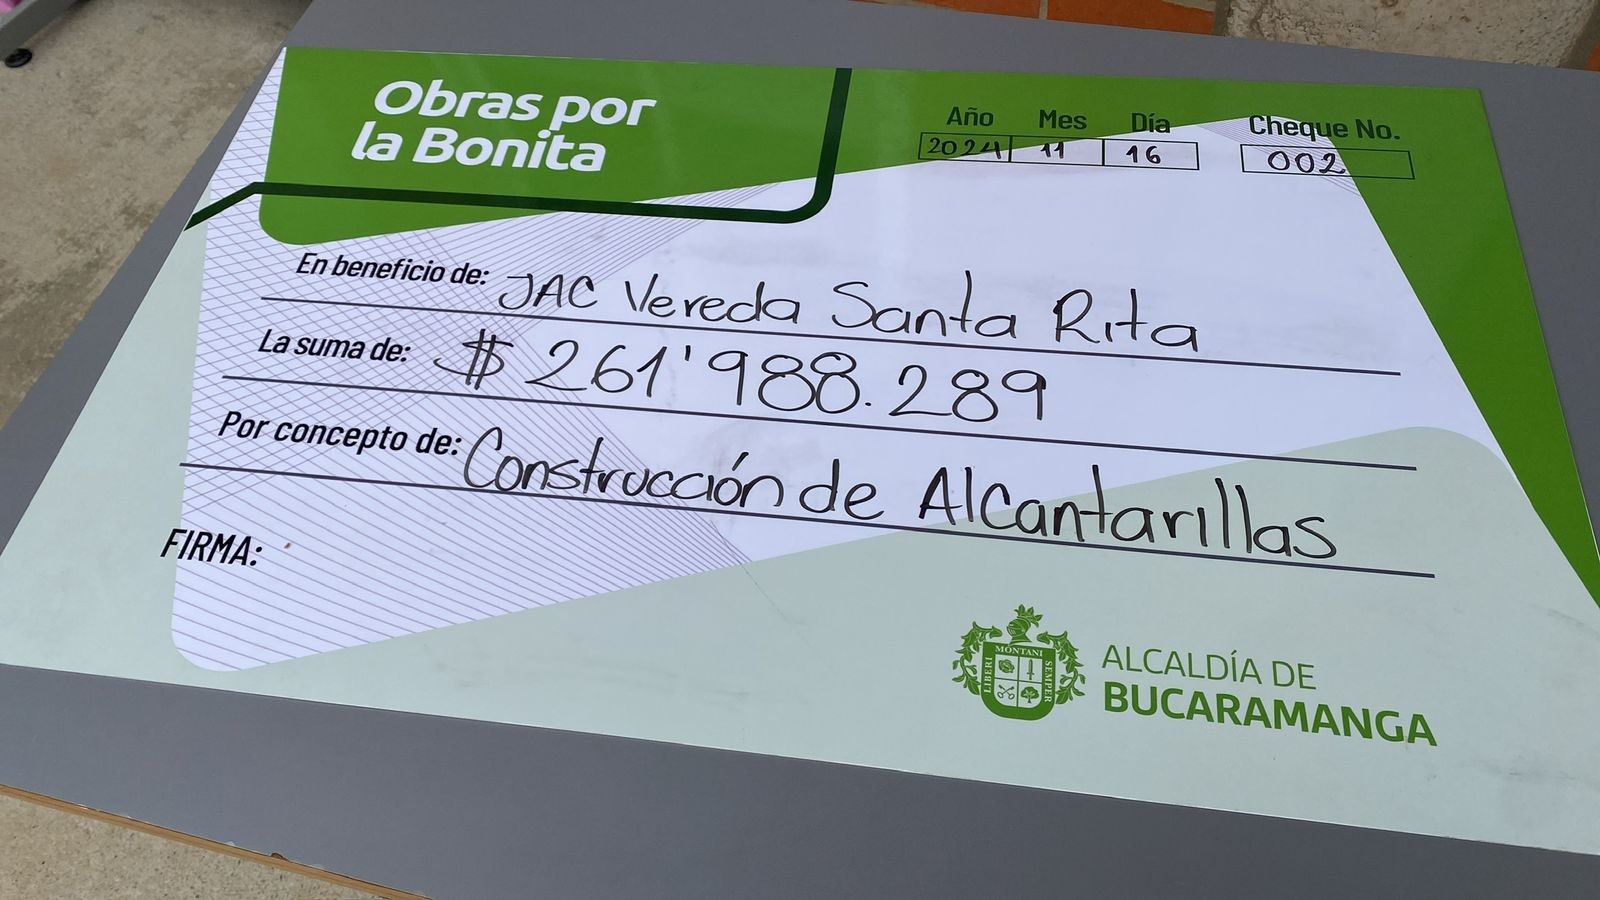 Obras por
la Bonita
Año Mes Día Cheque No.
2024 11 16 002
En beneficio de: JAC Vereda Santa Rita
La suma de: $ 261'988.289
Por concepto de: Construcción de Alcantarillas
FIRMA:
LIBERI MONTANI SEMPER
ALCALDÍA DE
BUCARAMANGA